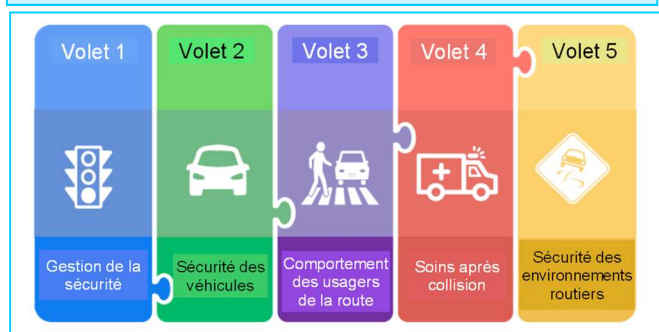 Volet 1
Gestion de la
sécurité
Volet 2
Sécurité des
véhicules
Volet 3
Comportement
des usagers
de la route
Volet 4
Soins après
collision
Volet 5
Sécurité des
environnements
routiers